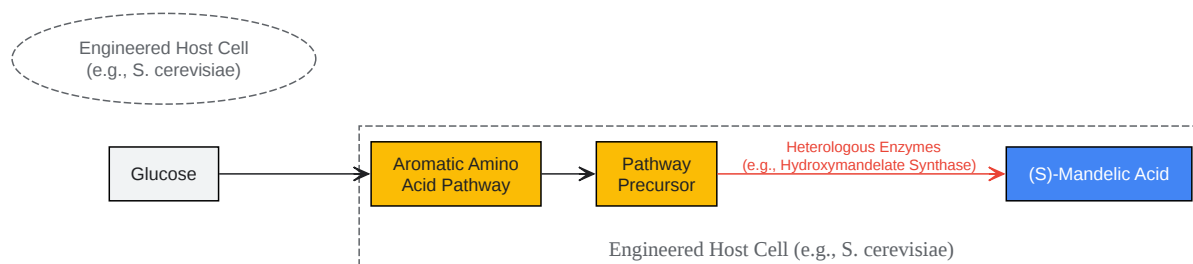 Engineered Host Cell
(e.g., S. cerevisiae)
Glucose
Aromatic Amino
Acid Pathway
Pathway
Precursor
Heterologous Enzymes
(e.g., Hydroxymandelate Synthase)
(S)-Mandelic Acid
Engineered Host Cell (e.g., S. cerevisiae)